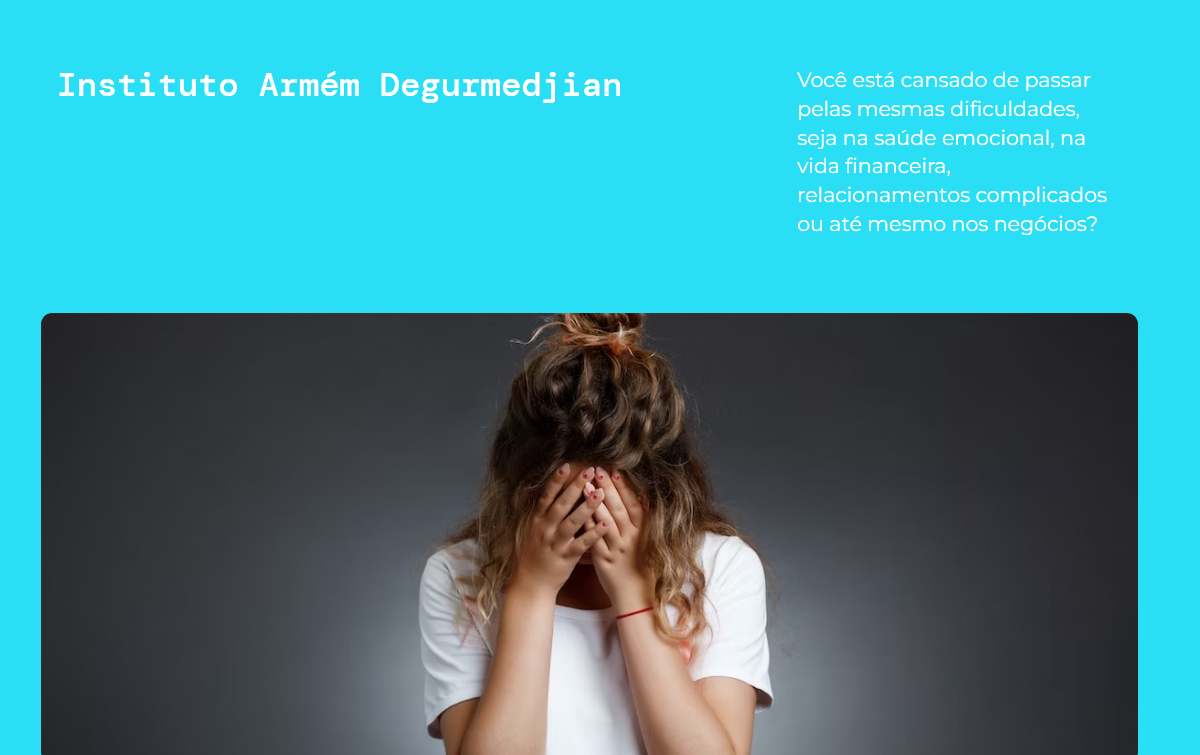 Instituto Armém Degurmedjian
Você está cansado de passar
pelas mesmas dificuldades,
seja na saúde emocional, na
vida financeira,
relacionamentos complicados
ou até mesmo nos negócios?